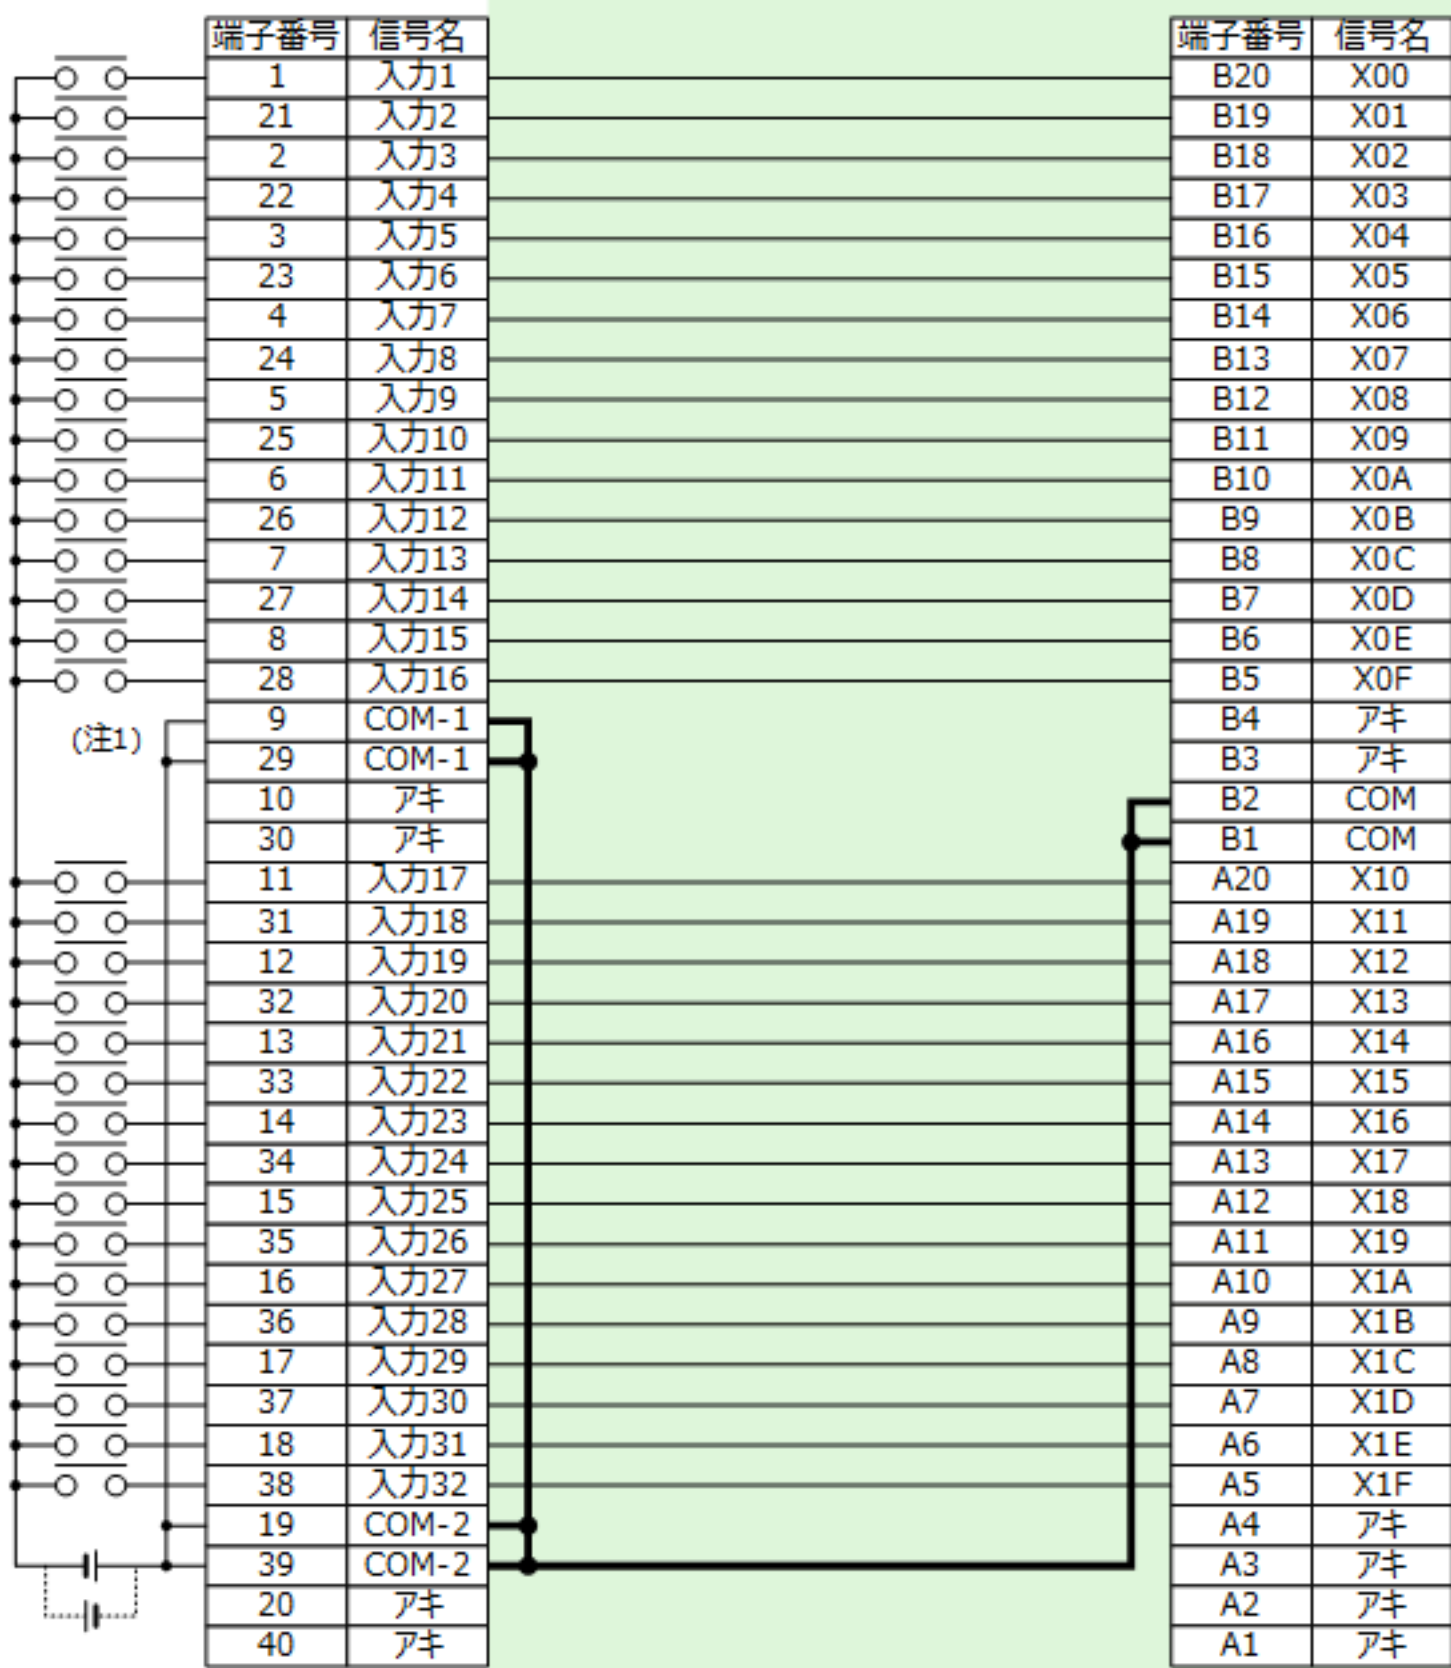 端子番号 信号名 端子番号 信号名
1 入力1 B20 X00
21 入力2 B19 X01
2 入力3 B18 X02
22 入力4 B17 X03
3 入力5 B16 X04
23 入力6 B15 X05
4 入力7 B14 X06
24 入力8 B13 X07
5 入力9 B12 X08
25 入力10 B11 X09
6 入力11 B10 X0A
26 入力12 B9 X0B
7 入力13 B8 X0C
27 入力14 B7 X0D
8 入力15 B6 X0E
28 入力16 B5 X0F
9 COM-1 B4 アキ
(注1)
29 COM-1 B3 アキ
10 アキ B2 COM
30 アキ B1 COM
11 入力17 A20 X10
31 入力18 A19 X11
12 入力19 A18 X12
32 入力20 A17 X13
13 入力21 A16 X14
33 入力22 A15 X15
14 入力23 A14 X16
34 入力24 A13 X17
15 入力25 A12 X18
35 入力26 A11 X19
16 入力27 A10 X1A
36 入力28 A9 X1B
17 入力29 A8 X1C
37 入力30 A7 X1D
18 入力31 A6 X1E
38 入力32 A5 X1F
19 COM-2 A4 アキ
39 COM-2 A3 アキ
20 アキ A2 アキ
40 アキ A1 アキ